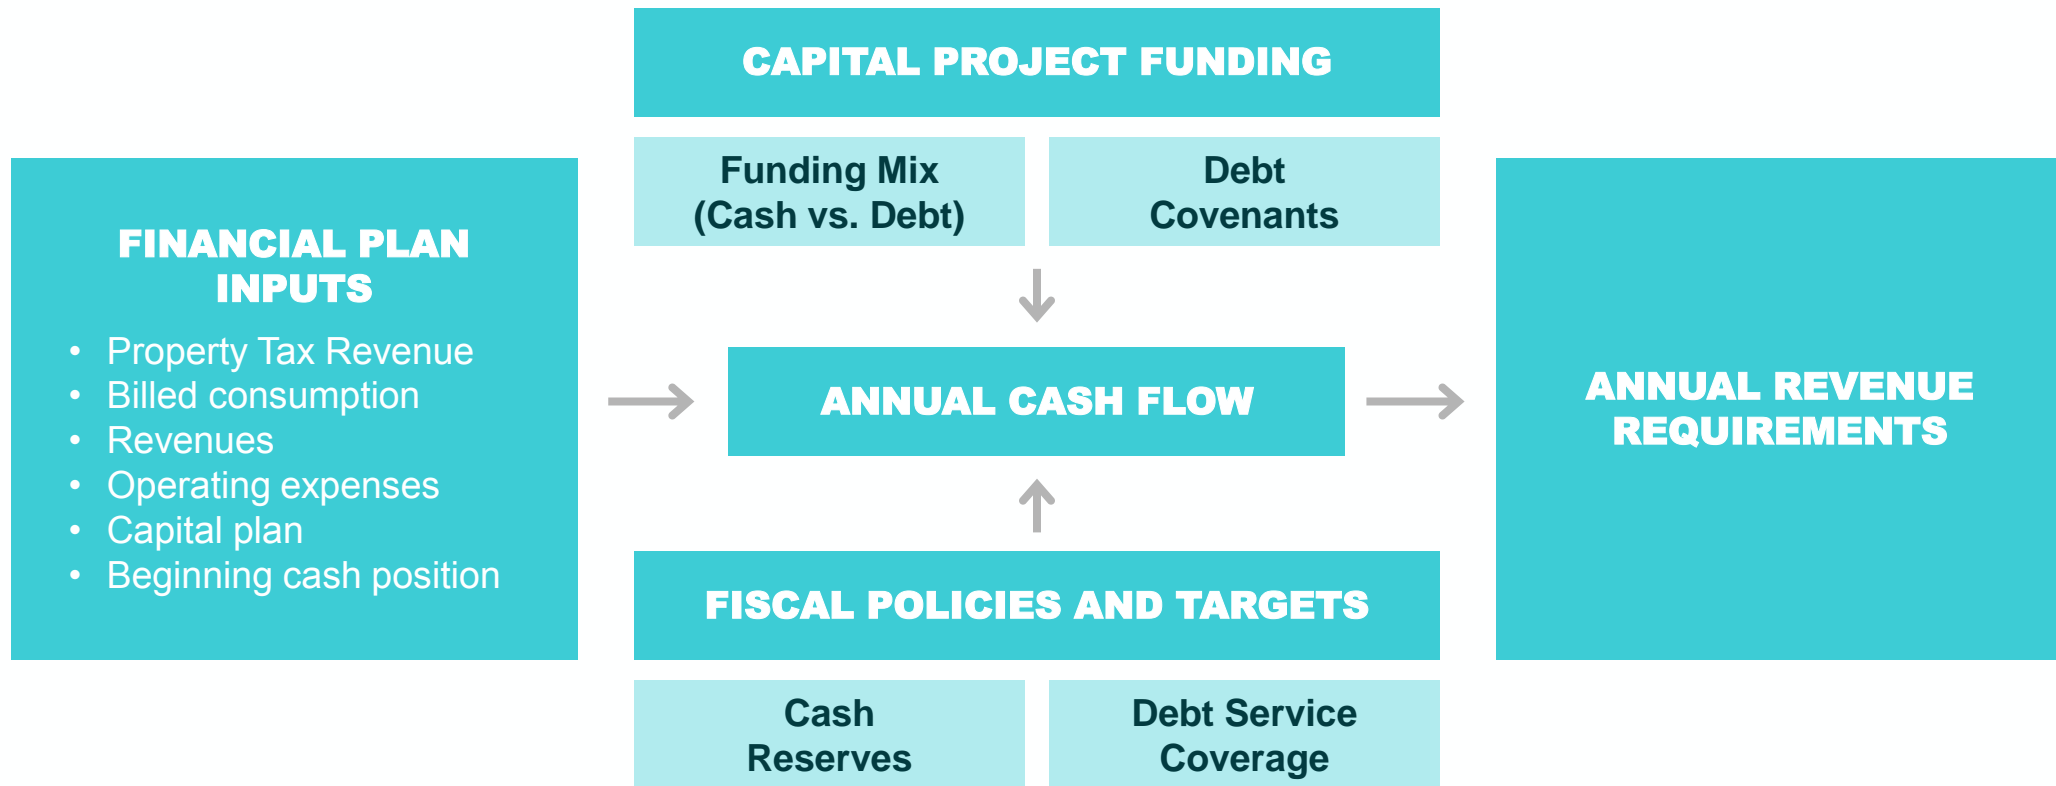 CAPITAL PROJECT FUNDING
Funding Mix
(Cash vs. Debt)
Debt
Covenants
FINANCIAL PLAN
INPUTS
• Property Tax Revenue
• Billed consumption
• Revenues
• Operating expenses
• Capital plan
• Beginning cash position
ANNUAL CASH FLOW
ANNUAL REVENUE
REQUIREMENTS
FISCAL POLICIES AND TARGETS
Cash
Reserves
Debt Service
Coverage